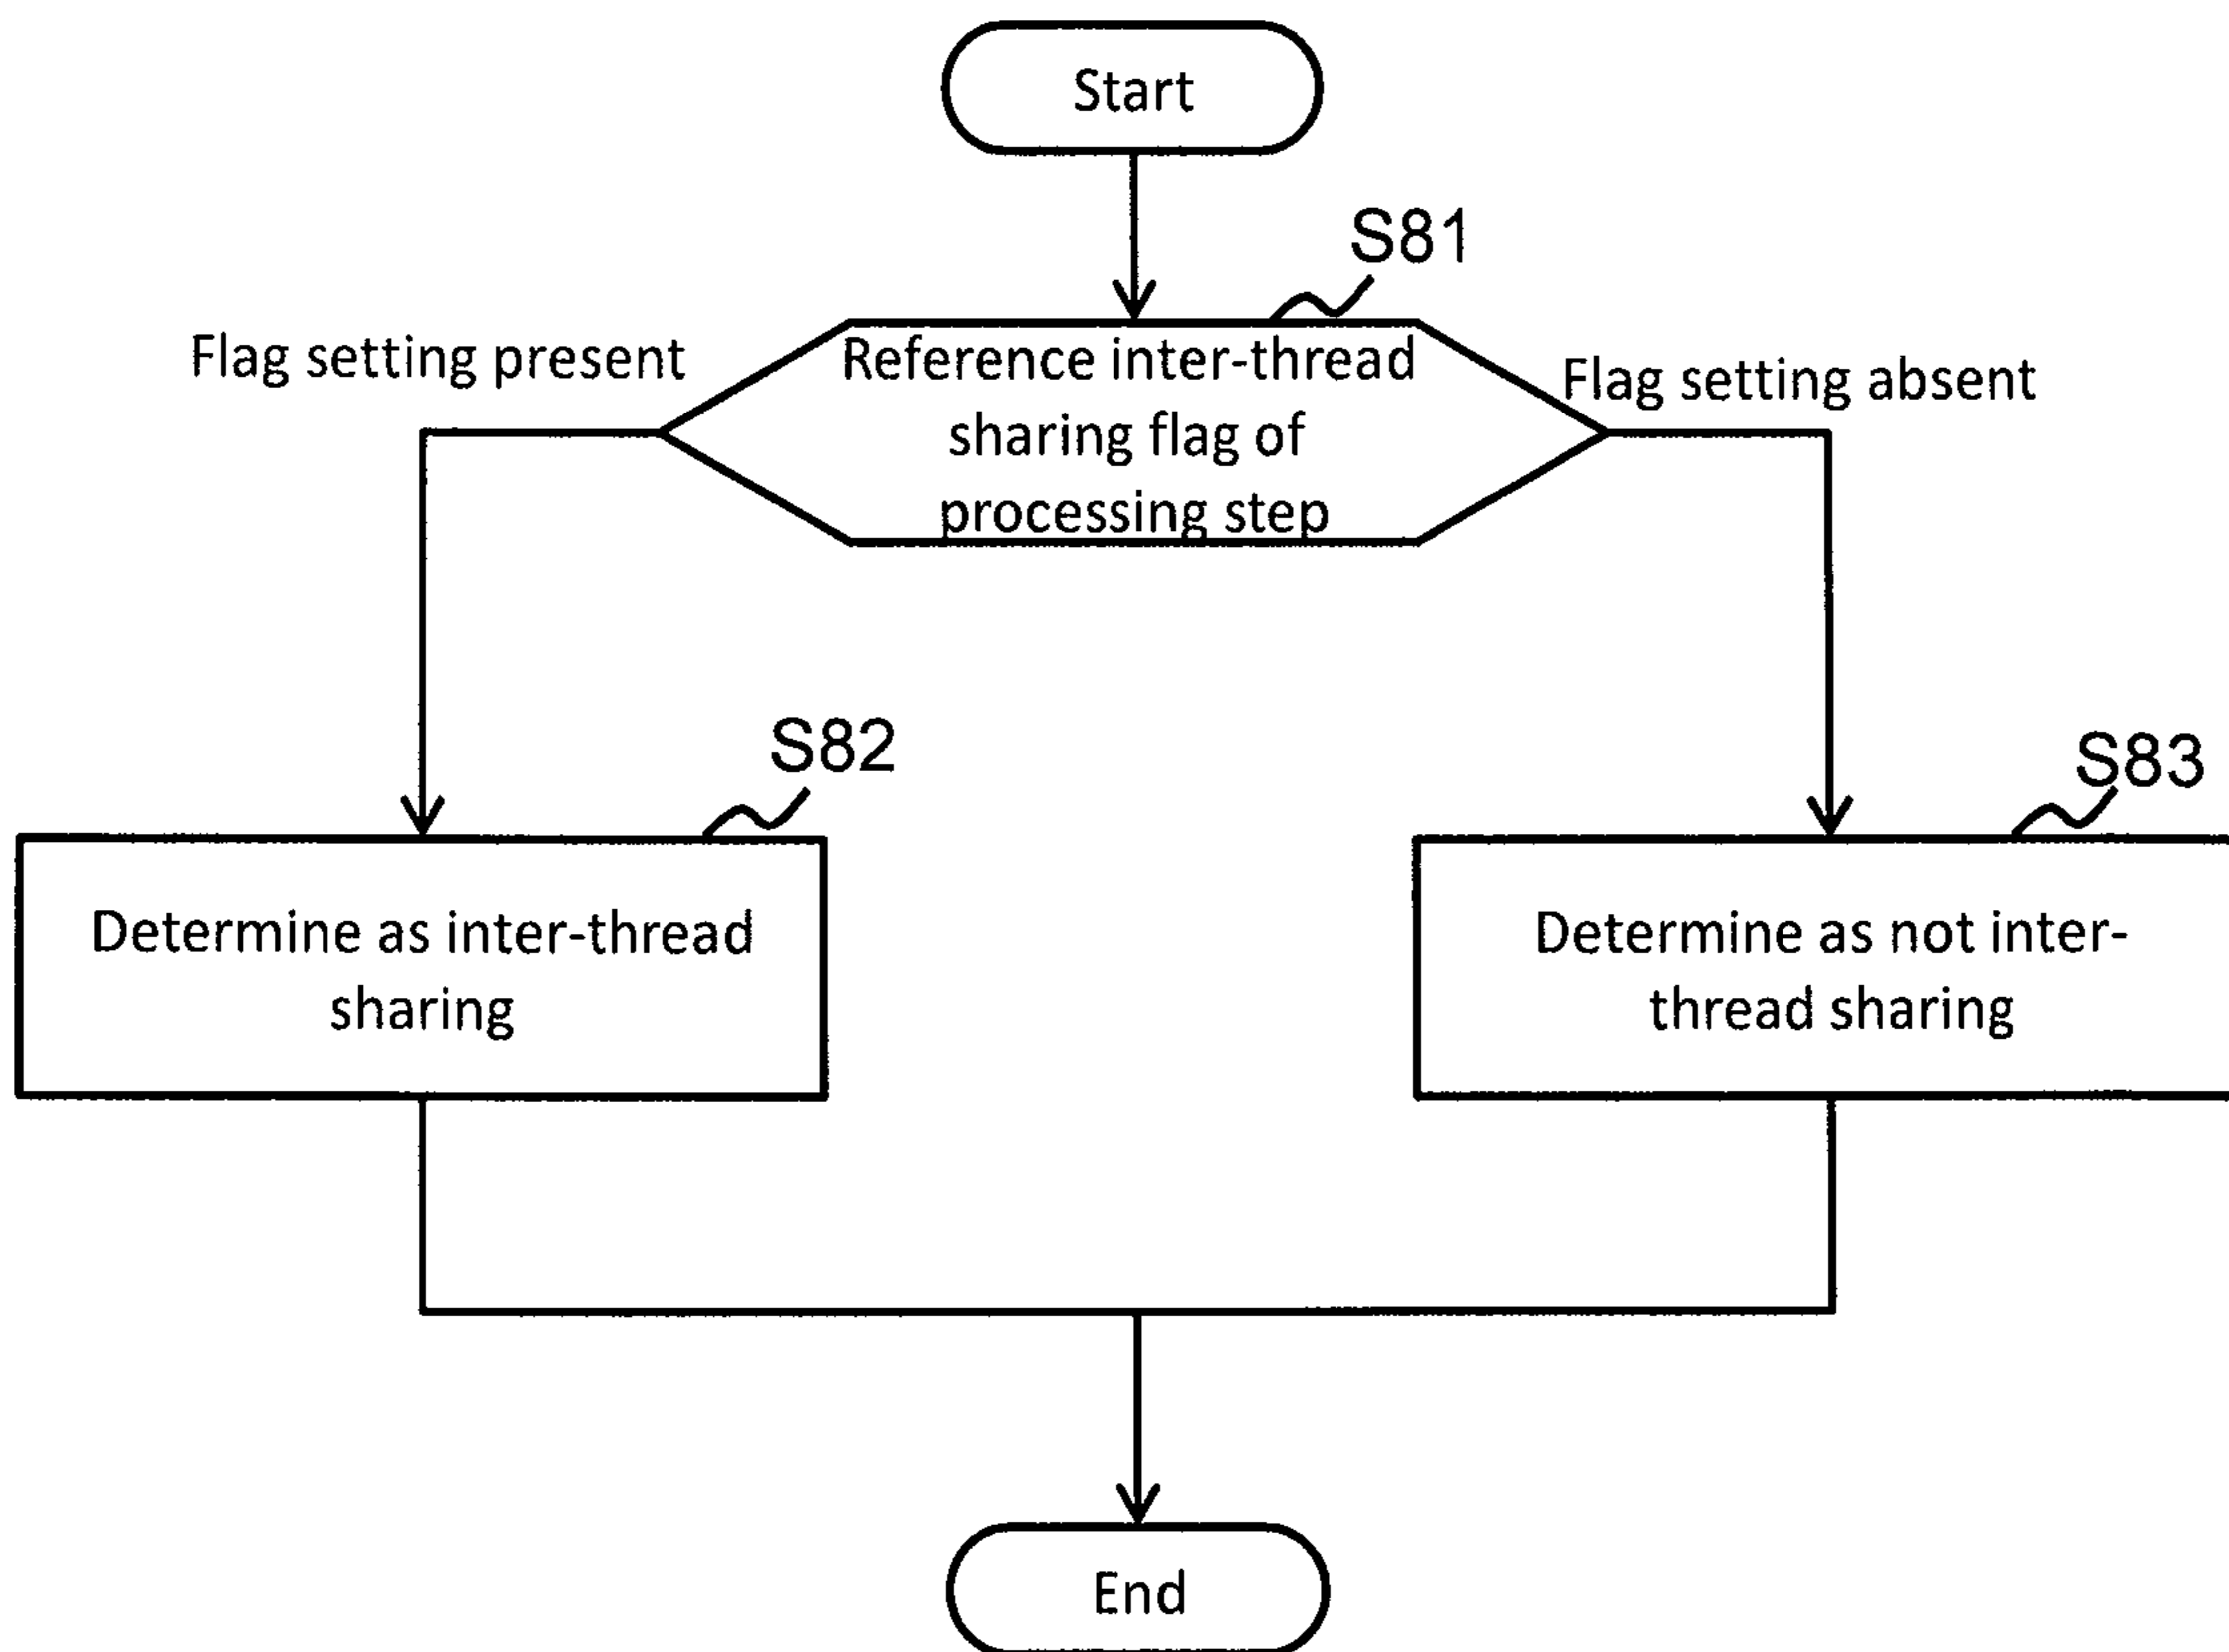 Start
S81
Flag setting present
Reference inter-thread
sharing flag of
processing step
Flag setting absent
S82
S83
Determine as inter-thread
sharing
Determine as not inter-
thread sharing
End